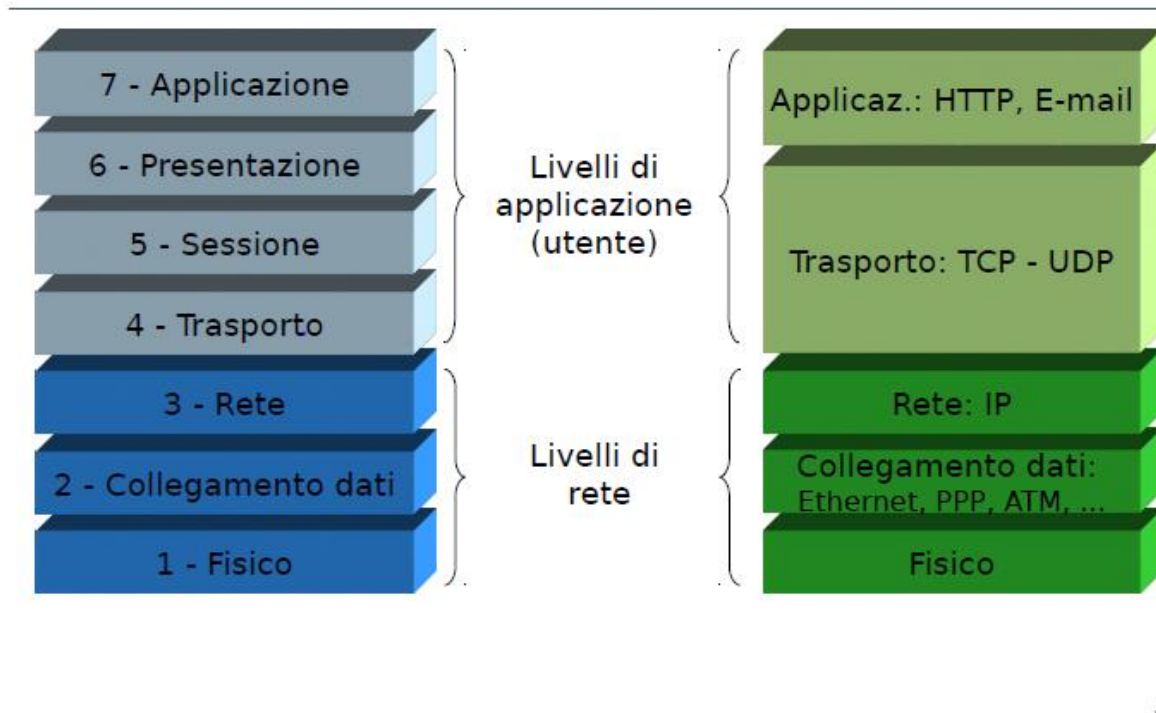 7 - Applicazione
6 - Presentazione
5 - Sessione
4 - Trasporto
3 - Rete
2 - Collegamento dati
1 - Fisico
Livelli di
applicazione
(utente)
Livelli di
rete
Applicaz.: HTTP, E-mail
Trasporto: TCP - UDP
Rete: IP
Collegamento dati:
Ethernet, PPP, ATM, ...
Fisico